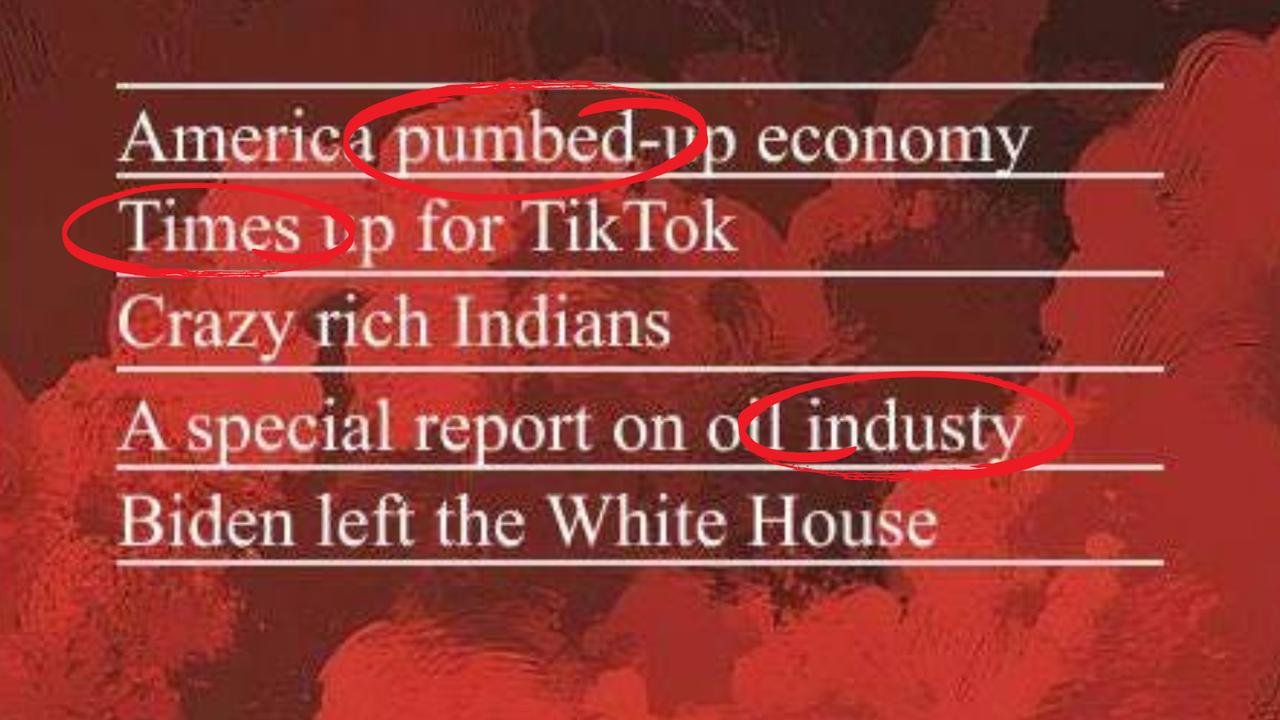 America pumbed-up economy
Times up for TikTok
Crazy rich Indians
A special report on oil industy
Biden left the White House